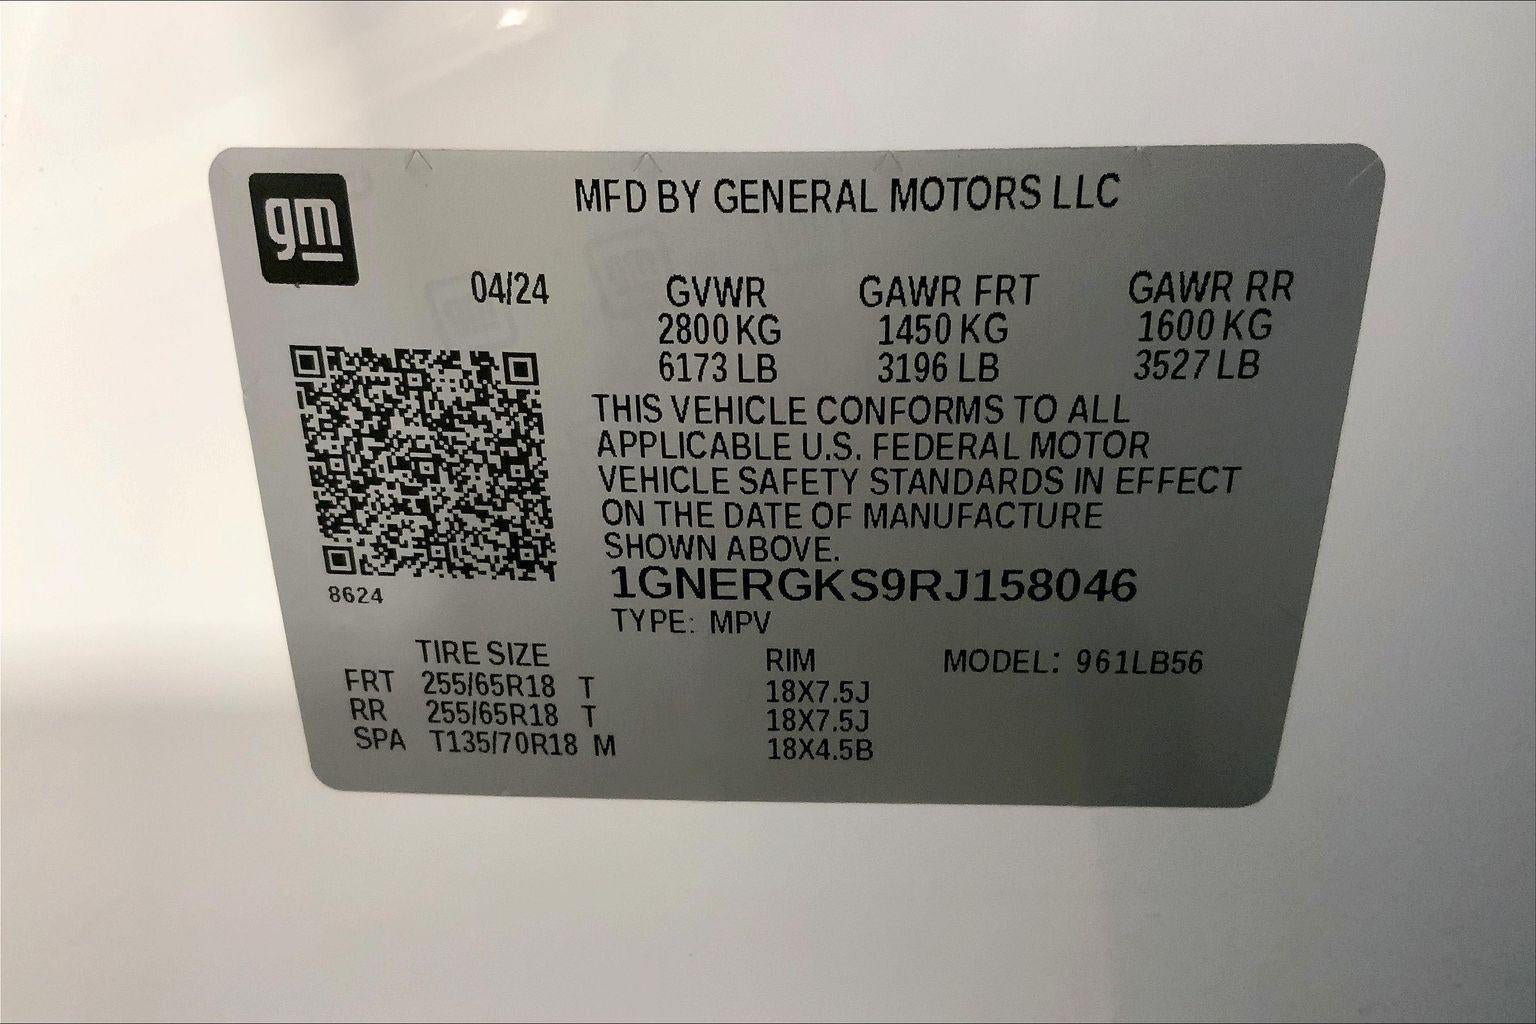 gm
MFD BY GENERAL MOTORS LLC
04/24 GVWR GAWR FRT GAWR RR
2800 KG 1450 KG 1600 KG
6173 LB 3196 LB 3527 LB
THIS VEHICLE CONFORMS TO ALL
APPLICABLE U.S. FEDERAL MOTOR
VEHICLE SAFETY STANDARDS IN EFFECT
ON THE DATE OF MANUFACTURE
SHOWN ABOVE.
1GNERGKS9RJ158046
8624
TYPE: MPV
TIRE SIZE RIM MODEL: 961LB56
FRT 255/65R18 T 18X7.5J
RR 255/65R18 T 18X7.5J
SPA T135/70R18 M 18X4.5B